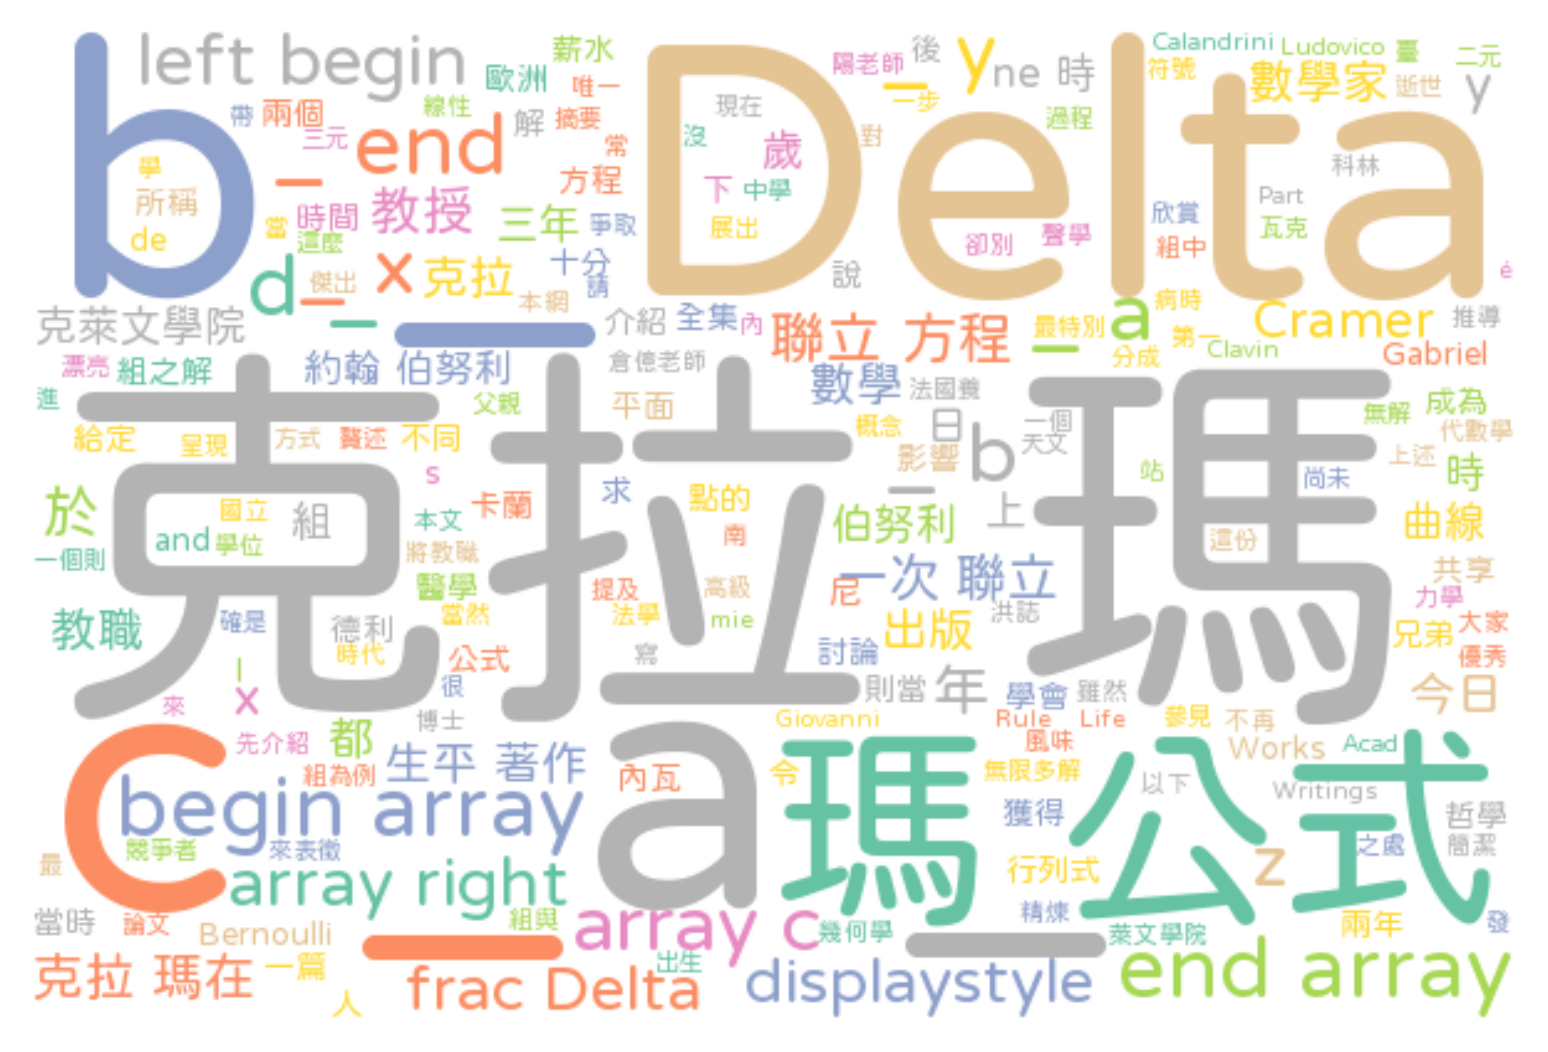 left begin
薪水
歐洲
唯一
陽老師
後
y
ne 時
Calandrini
Ludovico
臺
二元
符號
數學家
逝世
y
b
Delta
帶
兩個
線性
解
摘要
三元
end
常
現在
一步
過程
沒
歲
對
科林
學
所稱
de
_
方程
下
中學
Part
當
時間
教授
三年
爭取
展出
欣賞
瓦克
這麼
卻別
聲學
組中
d_
傑出
x
克拉
十分
請
本網
說
é
克萊文學院
_
介紹
全集
內
聯立 方程
最特別
_a
病時
第一
Cramer
推導
漂亮
組之解
約翰 伯努利
倉億老師
分成
Clavin
Gabriel
數學
法國養
進
父親
平面
概念
日
一個
天文
無解
成為
代數學
克拉瑪
給定
呈現
方式
贅述
不同
影響
_b
上述
s
站
尚未
時
於
國立
組
求
點的
上
曲線
and
學位
本文
卡蘭
南
伯努利
這份
一個則
將教職
醫學
提及
高級
尼
一次 聯立
共享
力學
教職
確是
德利
當然
法學
mie
出版
洪誌
兄弟
大家
時代
公式
寫
討論
優秀
x
很
則當
年
學會
雖然
今日
來
博士
Giovanni
Rule
Life
參見
不再
先介紹
都
風味
Works
Acad
組為例
生平 著作
內瓦
令
瑪 公式
無限多解
以下
Writings
c
begin array
a
獲得
哲學
競爭者
來表徵
之處
簡潔
最
array right
行列式
z
當時
論文
Bernoulli
組與
array c
幾何學
精煉
萊文學院
兩年
發
克拉 瑪在
一篇
人
frac Delta
出生
displaystyle
end array